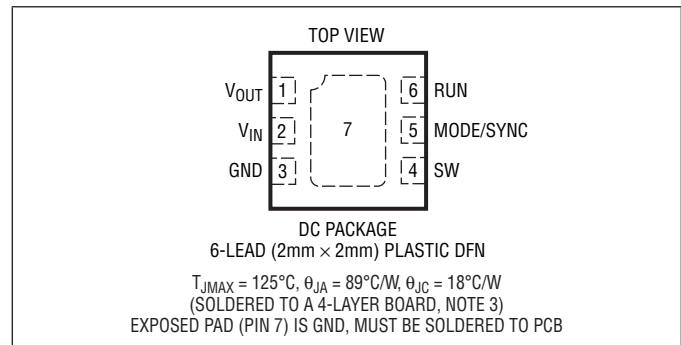 TOP VIEW
VOUT 1
VIN 2
GND 3
7
6 RUN
5 MODE/SYNC
4 SW
DC PACKAGE
6-LEAD (2mm × 2mm) PLASTIC DFN
TJMAX = 125°C, θJA = 89°C/W, θJC = 18°C/W
(SOLDERED TO A 4-LAYER BOARD, NOTE 3)
EXPOSED PAD (PIN 7) IS GND, MUST BE SOLDERED TO PCB